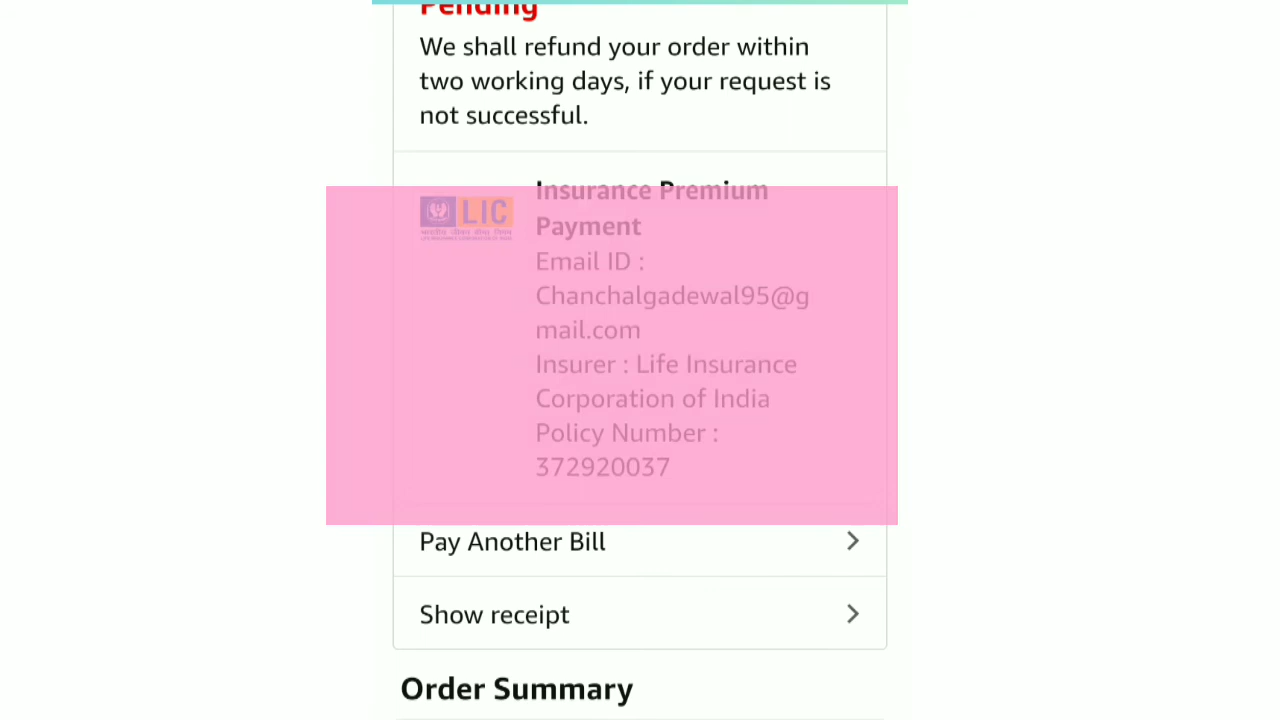 Pending
We shall refund your order within
two working days, if your request is
not successful.
LIC
Insurance Premium
Payment
Email ID :
Chanchalgadewal95@g
mail.com
Insurer : Life Insurance
Corporation of India
Policy Number :
372920037
Pay Another Bill
Show receipt
Order Summary